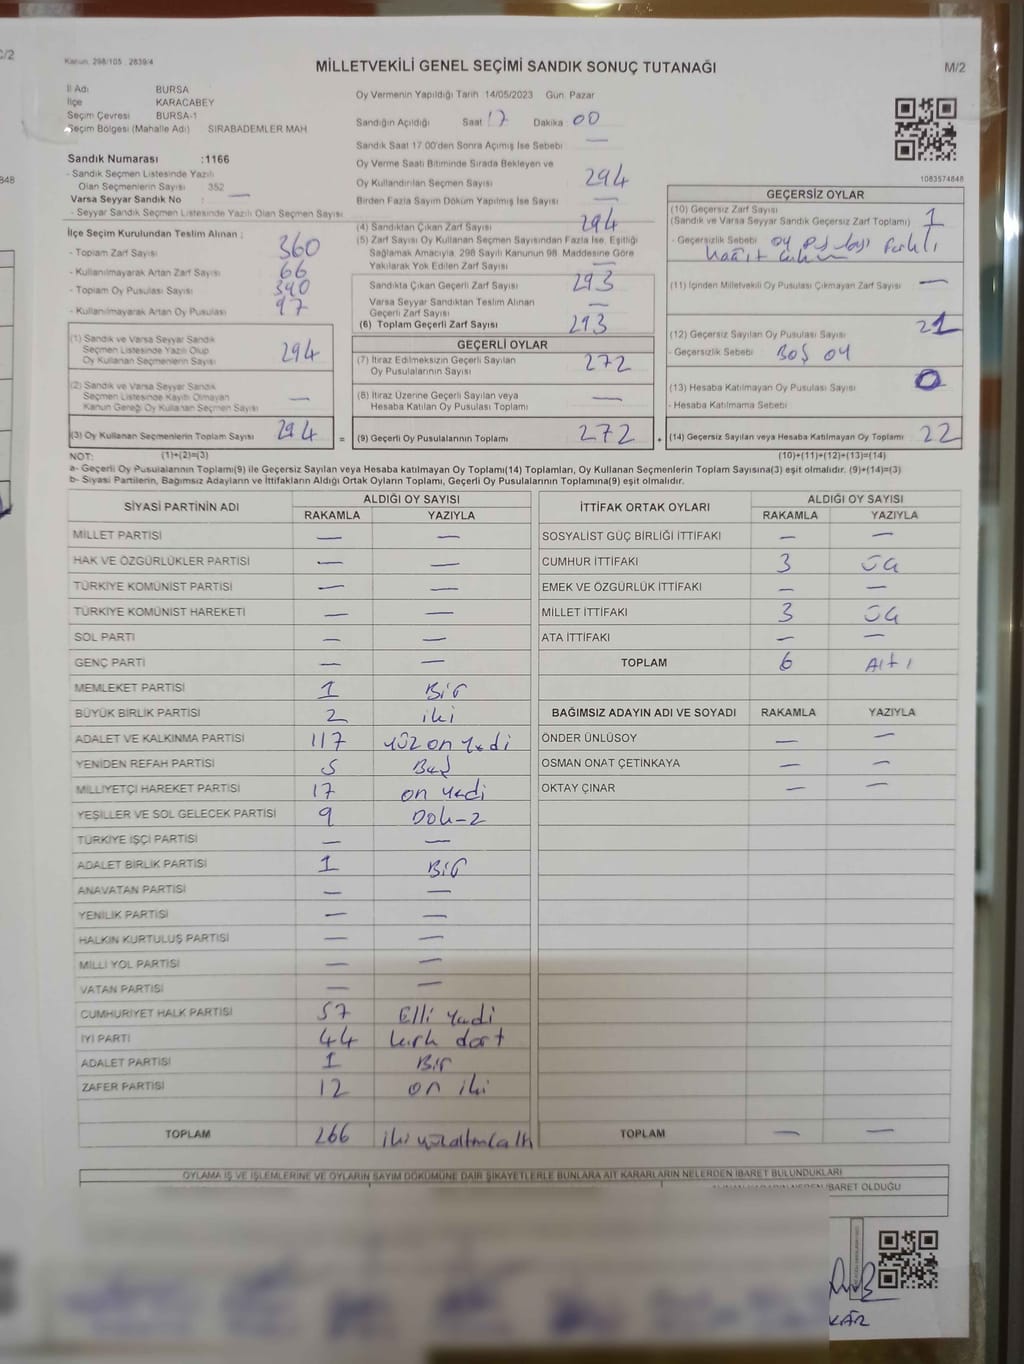 Kanun: 298/105 , 2839/4
MİLLETVEKİLİ GENEL SEÇİMİ SANDIK SONUÇ TUTANAĞI
M/2
İl Adı BURSA
İlçe KARACABEY
Seçim Çevresi BURSA-1
Seçim Bölgesi (Mahalle Adı) SIRABADEMLER MAH
Sandık Numarası :1166
- Sandık Seçmen Listesinde Yazılı
Olan Seçmenlerin Sayısı 352
Varsa Seyyar Sandık No : —
- Seyyar Sandık Seçmen Listesinde Yazılı Olan Seçmen Sayısı
İlçe Seçim Kurulundan Teslim Alınan ;
- Toplam Zarf Sayısı 360
- Kullanılmayarak Artan Zarf Sayısı 66
- Toplam Oy Pusulası Sayısı 390
- Kullanılmayarak Artan Oy Pusulası 97
(1) Sandık ve Varsa Seyyar Sandık
Seçmen Listesinde Yazılı Olup
Oy Kullanan Seçmenlerin Sayısı 294
(2) Sandık ve Varsa Seyyar Sandık
Seçmen Listesinde Kayıtlı Olmayan
Kanun Gereği Oy Kullanan Seçmen Sayısı —
(3) Oy Kullanan Seçmenlerin Toplam Sayısı 294 =
Oy Vermenin Yapıldığı Tarih 14/05/2023 Gün: Pazar
Sandığın Açıldığı Saat 17 Dakika 00
Sandık Saat 17:00'den Sonra Açılmış İse Sebebi —
Oy Verme Saati Bitiminde Sırada Bekleyen ve
Oy Kullandırılan Seçmen Sayısı 294
Birden Fazla Sayım Döküm Yapılmış İse Sayısı —
(4) Sandıktan Çıkan Zarf Sayısı 294
(5) Zarf Sayısı Oy Kullanan Seçmen Sayısından Fazla İse, Eşitliği
Sağlamak Amacıyla, 298 Sayılı Kanunun 98. Maddesine Göre
Yakılarak Yok Edilen Zarf Sayısı —
Sandıkta Çıkan Geçerli Zarf Sayısı 293
Varsa Seyyar Sandıktan Teslim Alınan
Geçerli Zarf Sayısı —
(6) Toplam Geçerli Zarf Sayısı 293
GEÇERLİ OYLAR
(7) İtiraz Edilmeksizin Geçerli Sayılan
Oy Pusulalarının Sayısı 272
(8) İtiraz Üzerine Geçerli Sayılan veya
Hesaba Katılan Oy Pusulası Toplamı —
(9) Geçerli Oy Pusulalarının Toplamı 272 +
1083574848
GEÇERSİZ OYLAR
(10) Geçersiz Zarf Sayısı
(Sandık ve Varsa Seyyar Sandık Geçersiz Zarf Toplamı) 1
- Geçersizlik Sebebi oy pusulası farklı
kağıt
(11) İçinden Milletvekili Oy Pusulası Çıkmayan Zarf Sayısı —
(12) Geçersiz Sayılan Oy Pusulası Sayısı 21
- Geçersizlik Sebebi BOŞ OY
(13) Hesaba Katılmayan Oy Pusulası Sayısı 0
- Hesaba Katılmama Sebebi
(14) Geçersiz Sayılan veya Hesaba Katılmayan Oy Toplamı 22
NOT: (1)+(2)=(3) (10)+(11)+(12)+(13)=(14)
a- Geçerli Oy Pusulalarının Toplamı(9) ile Geçersiz Sayılan veya Hesaba katılmayan Oy Toplamı(14) Toplamları, Oy Kullanan Seçmenlerin Toplam Sayısına(3) eşit olmalıdır. (9)+(14)=(3)
b- Siyasi Partilerin, Bağımsız Adayların ve İttifakların Aldığı Ortak Oyların Toplamı, Geçerli Oy Pusulalarının Toplamına(9) eşit olmalıdır.
SİYASİ PARTİNİN ADI ALDIĞI OY SAYISI
RAKAMLA YAZIYLA
MİLLET PARTİSİ — —
HAK VE ÖZGÜRLÜKLER PARTİSİ — —
TÜRKİYE KOMÜNİST PARTİSİ — —
TÜRKİYE KOMÜNİST HAREKETİ — —
SOL PARTİ — —
GENÇ PARTİ — —
MEMLEKET PARTİSİ 1 Bir
BÜYÜK BİRLİK PARTİSİ 2 iki
ADALET VE KALKINMA PARTİSİ 117 yüz on yedi
YENİDEN REFAH PARTİSİ 5 Beş
MİLLİYETÇİ HAREKET PARTİSİ 17 on yedi
YEŞİLLER VE SOL GELECEK PARTİSİ 9 Dok-z
TÜRKİYE İŞÇİ PARTİSİ — —
ADALET BİRLİK PARTİSİ 1 Bir
ANAVATAN PARTİSİ — —
YENİLİK PARTİSİ — —
HALKIN KURTULUŞ PARTİSİ — —
MİLLİ YOL PARTİSİ — —
VATAN PARTİSİ — —
CUMHURİYET HALK PARTİSİ 57 Elli yedi
İYİ PARTİ 44 kırk dört
ADALET PARTİSİ 1 Bir
ZAFER PARTİSİ 12 on iki
TOPLAM 266 iki yüz altmış altı
İTTİFAK ORTAK OYLARI ALDIĞI OY SAYISI
RAKAMLA YAZIYLA
SOSYALİST GÜÇ BİRLİĞİ İTTİFAKI — —
CUMHUR İTTİFAKI 3 üç
EMEK VE ÖZGÜRLÜK İTTİFAKI — —
MİLLET İTTİFAKI 3 üç
ATA İTTİFAKI — —
TOPLAM 6 Altı
BAĞIMSIZ ADAYIN ADI VE SOYADI RAKAMLA YAZIYLA
ÖNDER ÜNLÜSOY — —
OSMAN ONAT ÇETİNKAYA — —
OKTAY ÇINAR — —
TOPLAM — —
OYLAMA İŞ VE İŞLEMLERİNE VE OYLARIN SAYIM DÖKÜMÜNE DAİR ŞİKAYETLERLE BUNLARA AİT KARARLARIN NELERDEN İBARET BULUNDUKLARI
İBARET OLDUĞU